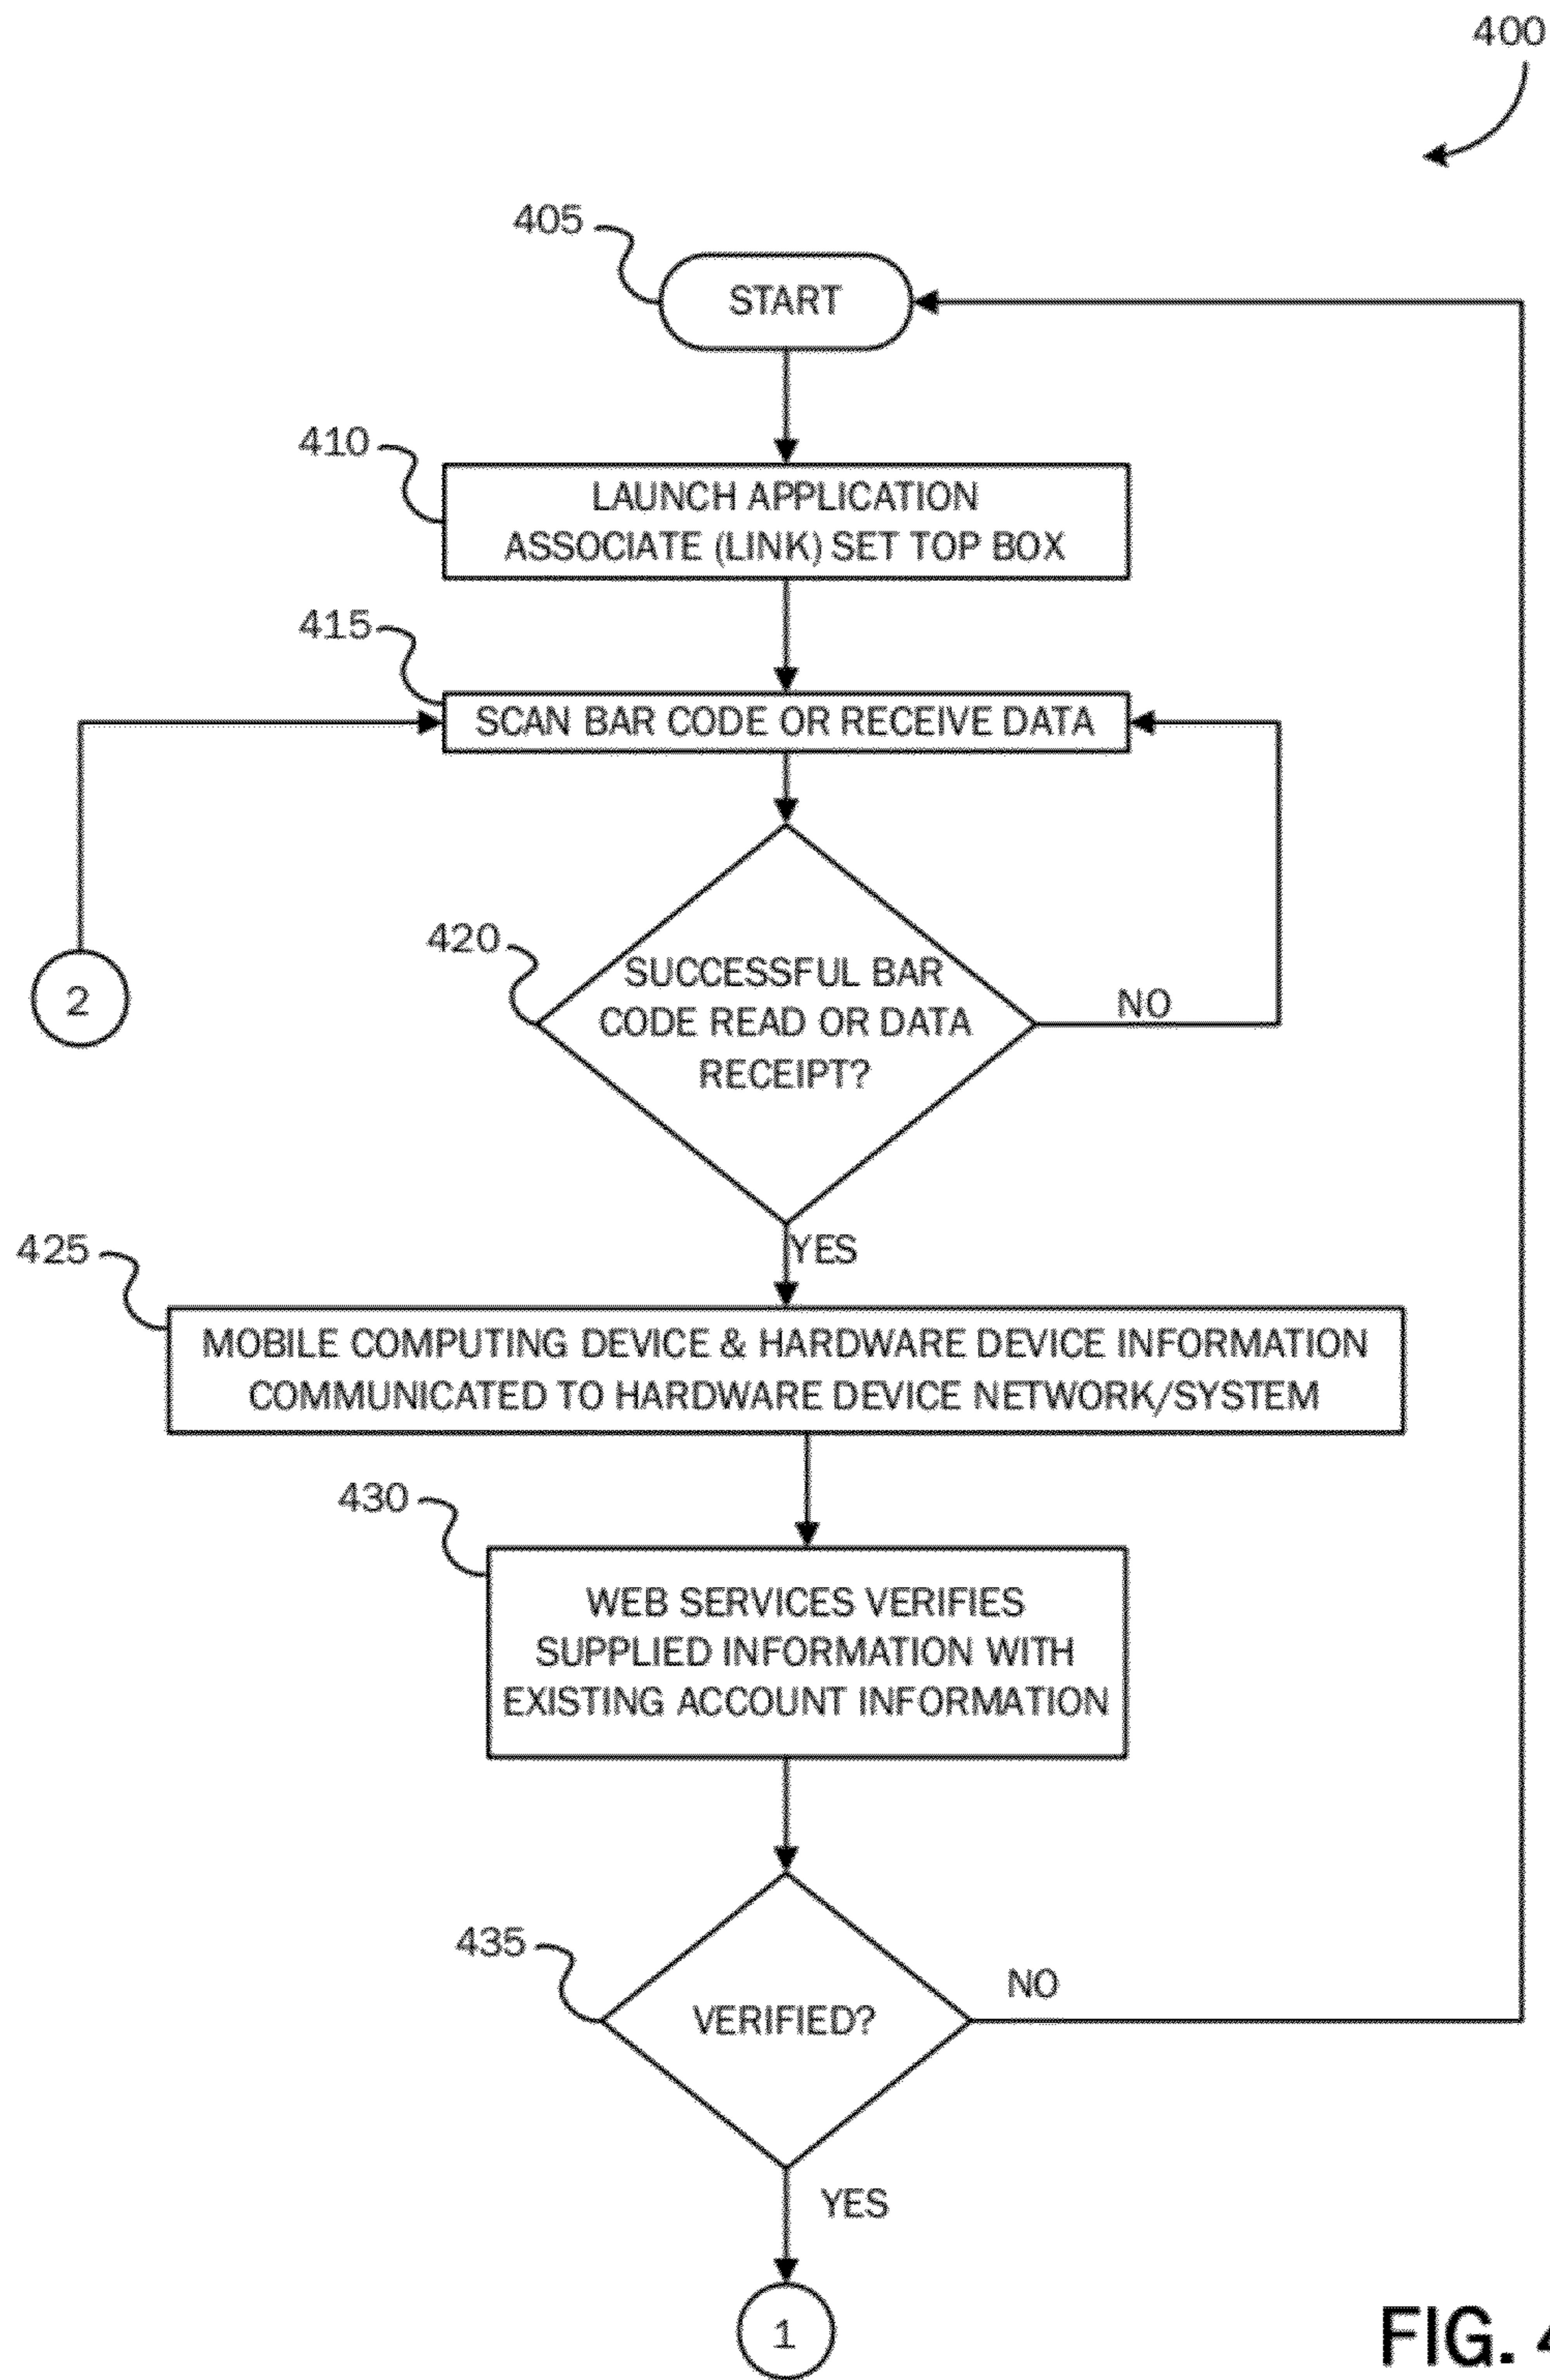 400
405
START
410
LAUNCH APPLICATION
ASSOCIATE (LINK) SET TOP BOX
415
SCAN BAR CODE OR RECEIVE DATA
2
420
SUCCESSFUL BAR
CODE READ OR DATA
RECEIPT?
NO
YES
425
MOBILE COMPUTING DEVICE & HARDWARE DEVICE INFORMATION
COMMUNICATED TO HARDWARE DEVICE NETWORK/SYSTEM
430
WEB SERVICES VERIFIES
SUPPLIED INFORMATION WITH
EXISTING ACCOUNT INFORMATION
435
VERIFIED?
NO
YES
1
FIG.